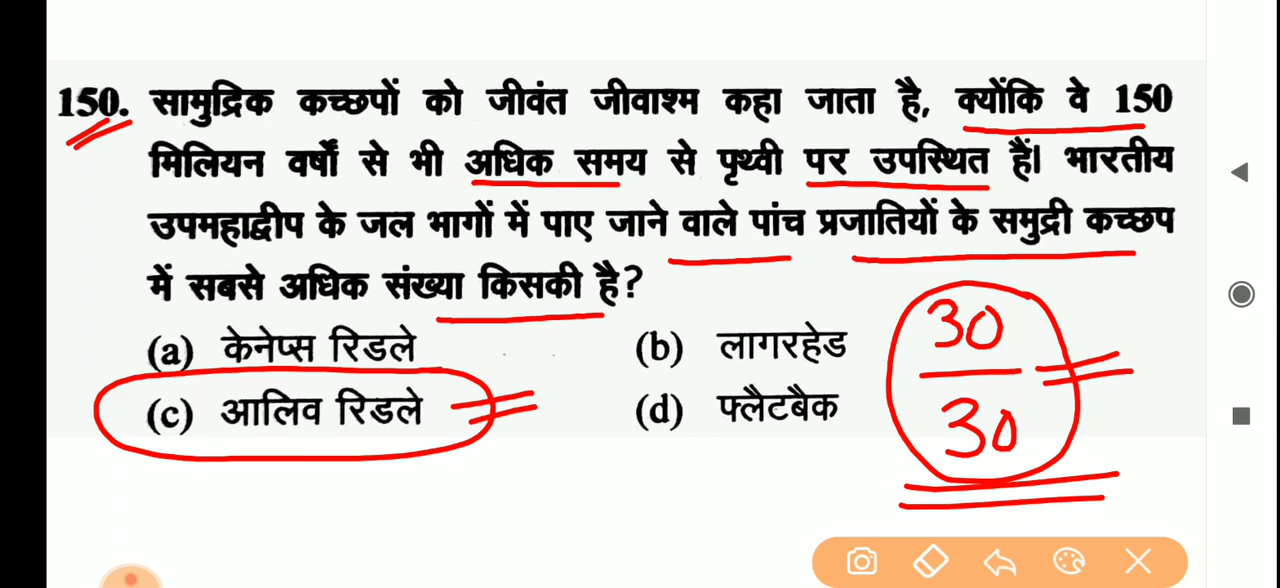 150. सामुद्रिक कच्छपों को जीवंत जीवाश्म कहा जाता है, क्योंकि वे 150
मिलियन वर्षों से भी अधिक समय से पृथ्वी पर उपस्थित हैं। भारतीय
उपमहाद्वीप के जल भागों में पाए जाने वाले पांच प्रजातियों के समुद्री कच्छप
में सबसे अधिक संख्या किसकी है?
(a) केनेप्स रिडले
(b) लागरहेड
(c) आलिव रिडले
(d) फ्लैटबैक
30
30